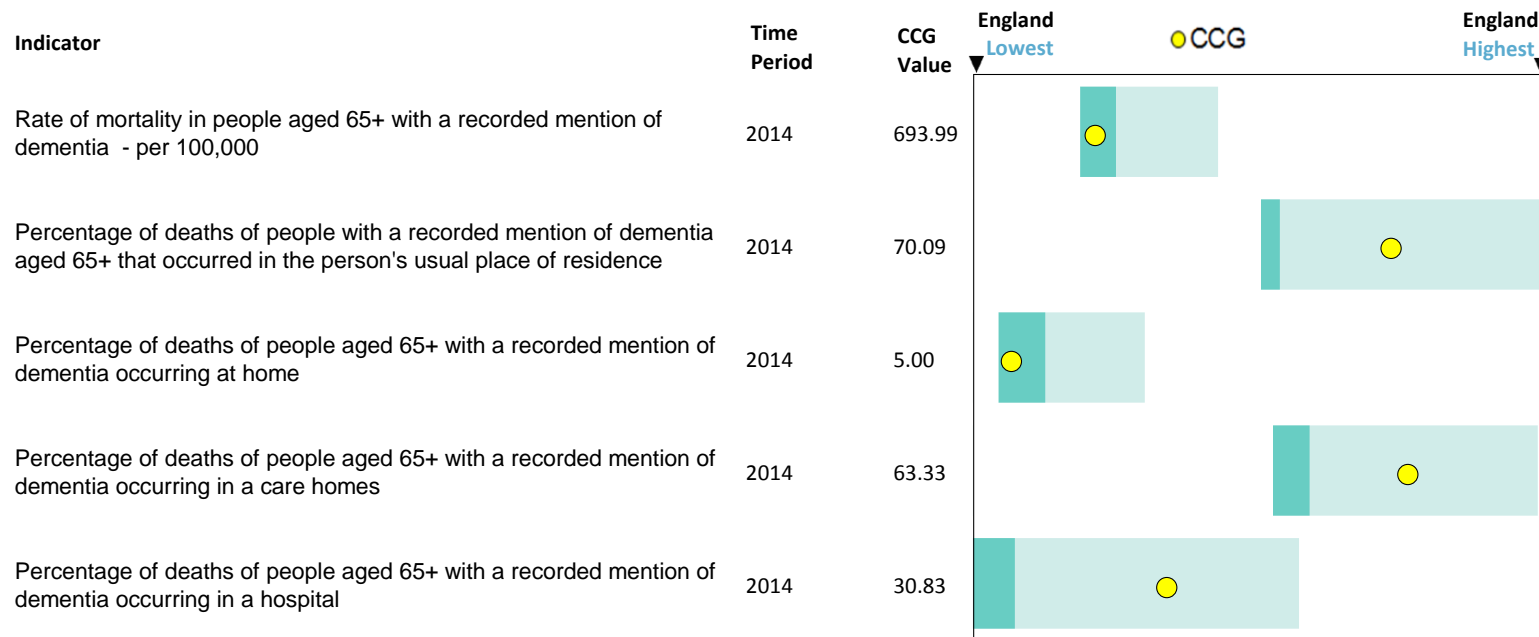 Indicator
Time
Period
CCG
Value
England
Lowest
CCG
England
Highest
Rate of mortality in people aged 65+ with a recorded mention of
dementia - per 100,000
2014
693.99
Percentage of deaths of people with a recorded mention of dementia
aged 65+ that occurred in the person's usual place of residence
2014
70.09
Percentage of deaths of people aged 65+ with a recorded mention of
dementia occurring at home
2014
5.00
Percentage of deaths of people aged 65+ with a recorded mention of
dementia occurring in a care homes
2014
63.33
Percentage of deaths of people aged 65+ with a recorded mention of
dementia occurring in a hospital
2014
30.83